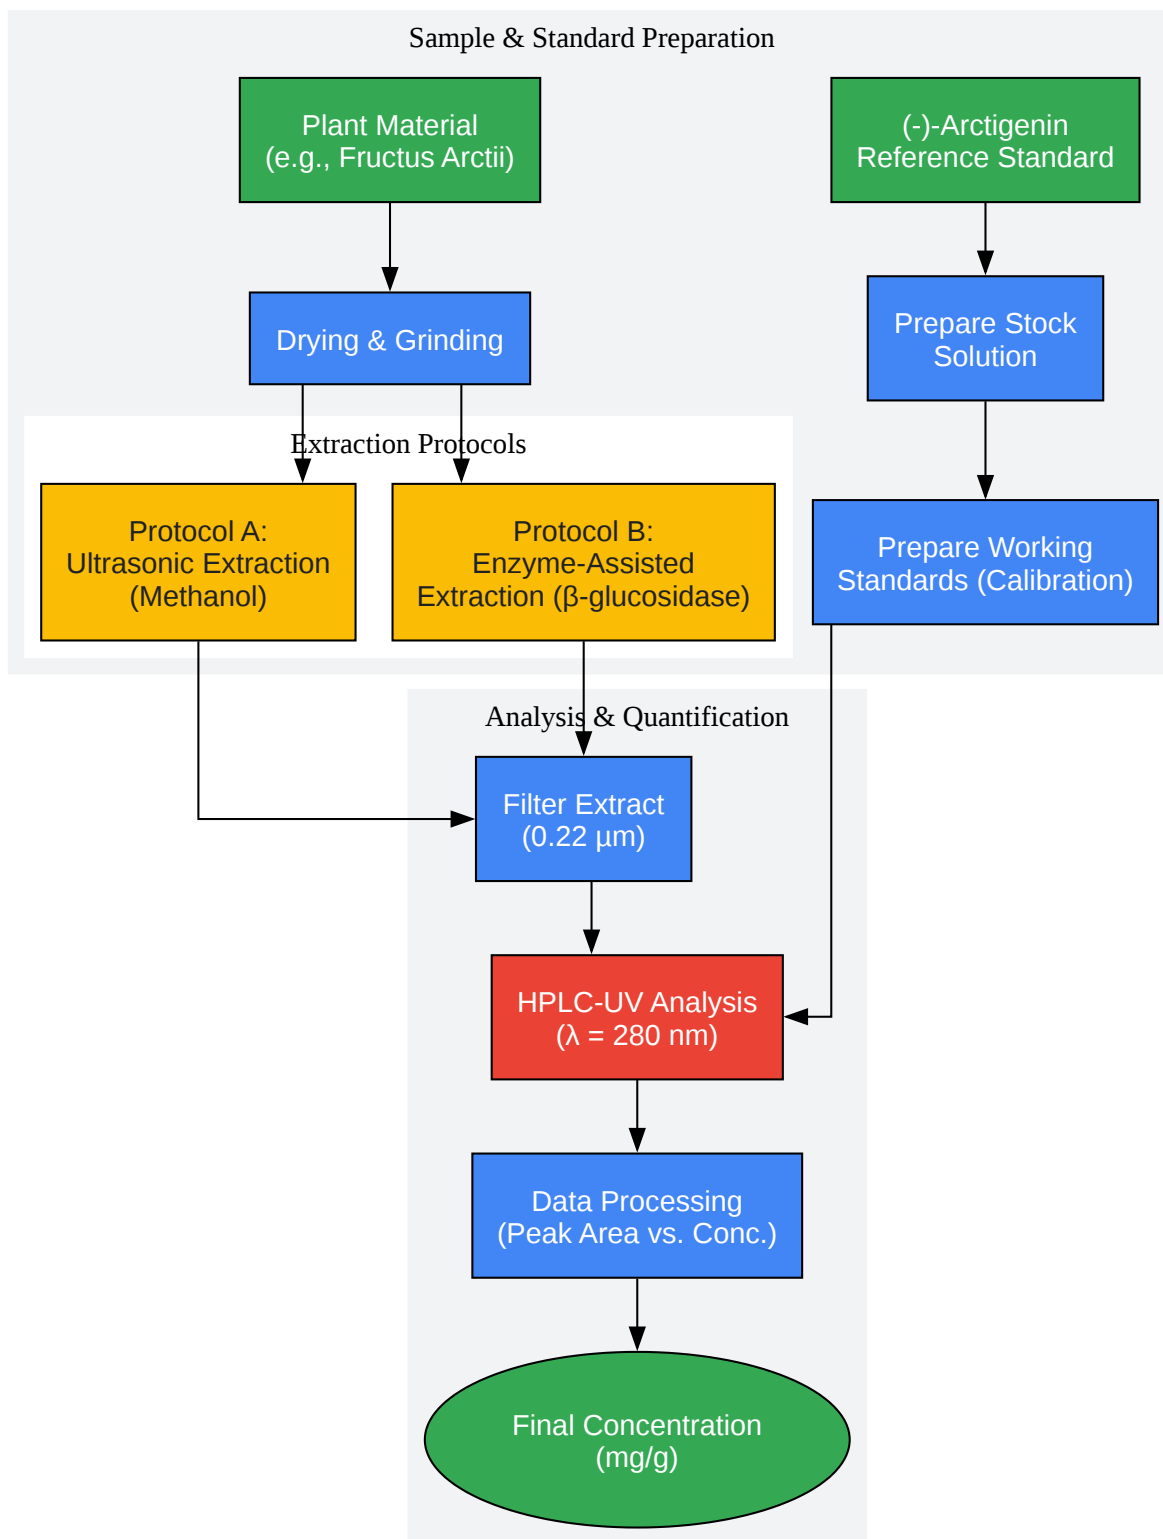 Sample & Standard Preparation
Plant Material
(e.g., Fructus Arctii)
(-)-Arctigenin
Reference Standard
Drying & Grinding
Prepare Stock
Solution
Extraction Protocols
Protocol A:
Ultrasonic Extraction
(Methanol)
Protocol B:
Enzyme-Assisted
Extraction (β-glucosidase)
Prepare Working
Standards (Calibration)
Analysis & Quantification
Filter Extract
(0.22 µm)
HPLC-UV Analysis
(λ = 280 nm)
Data Processing
(Peak Area vs. Conc.)
Final Concentration
(mg/g)